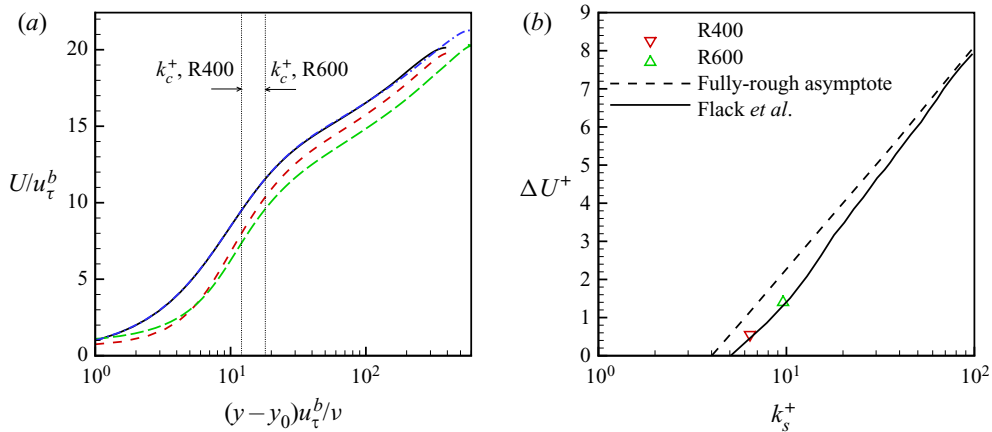 (a)
20
15
10
5
0
U/u_τ^b
k_c^+, R400
k_c^+, R600
10^0
10^1
10^2
(y − y_0)u_τ^b/ν
(b)
9
8
7
6
5
4
3
2
1
0
ΔU^+
R400
R600
Fully-rough asymptote
Flack et al.
10^0
10^1
10^2
k_s^+